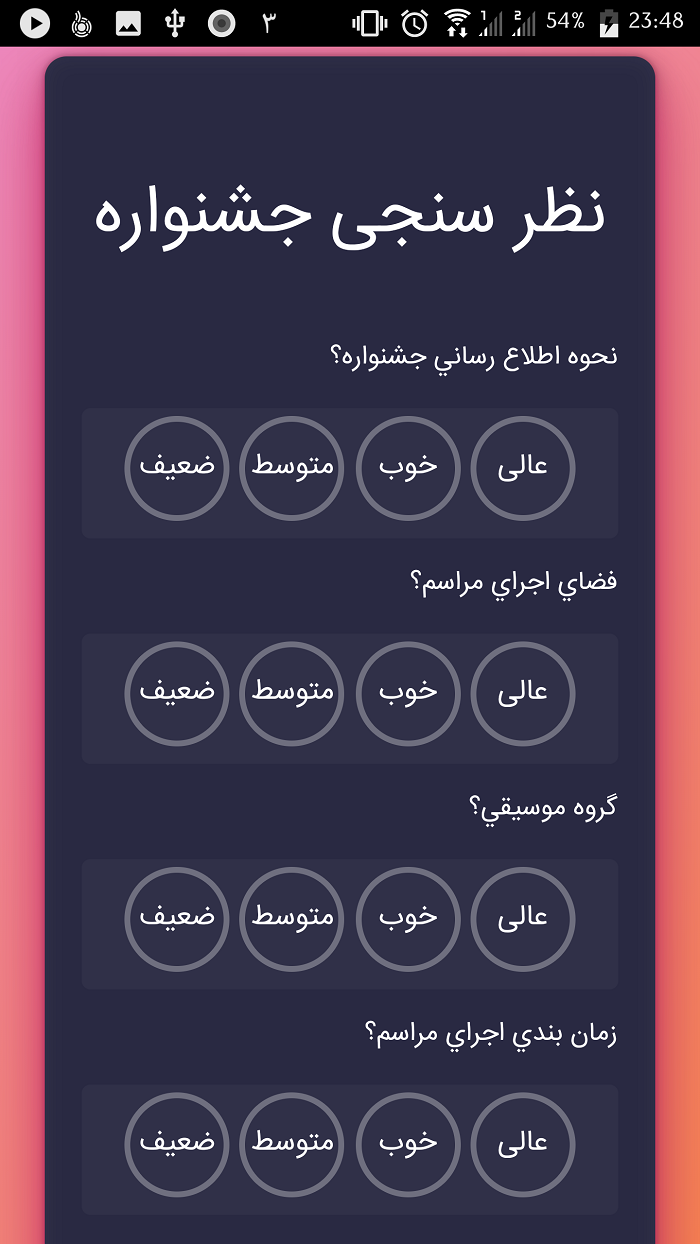 ۳ 54% 23:48
نظر سنجی جشنواره
نحوه اطلاع رساني جشنواره؟
عالی خوب متوسط ضعیف
فضاي اجراي مراسم؟
عالی خوب متوسط ضعیف
گروه موسيقي؟
عالی خوب متوسط ضعیف
زمان بندي اجراي مراسم؟
عالی خوب متوسط ضعیف